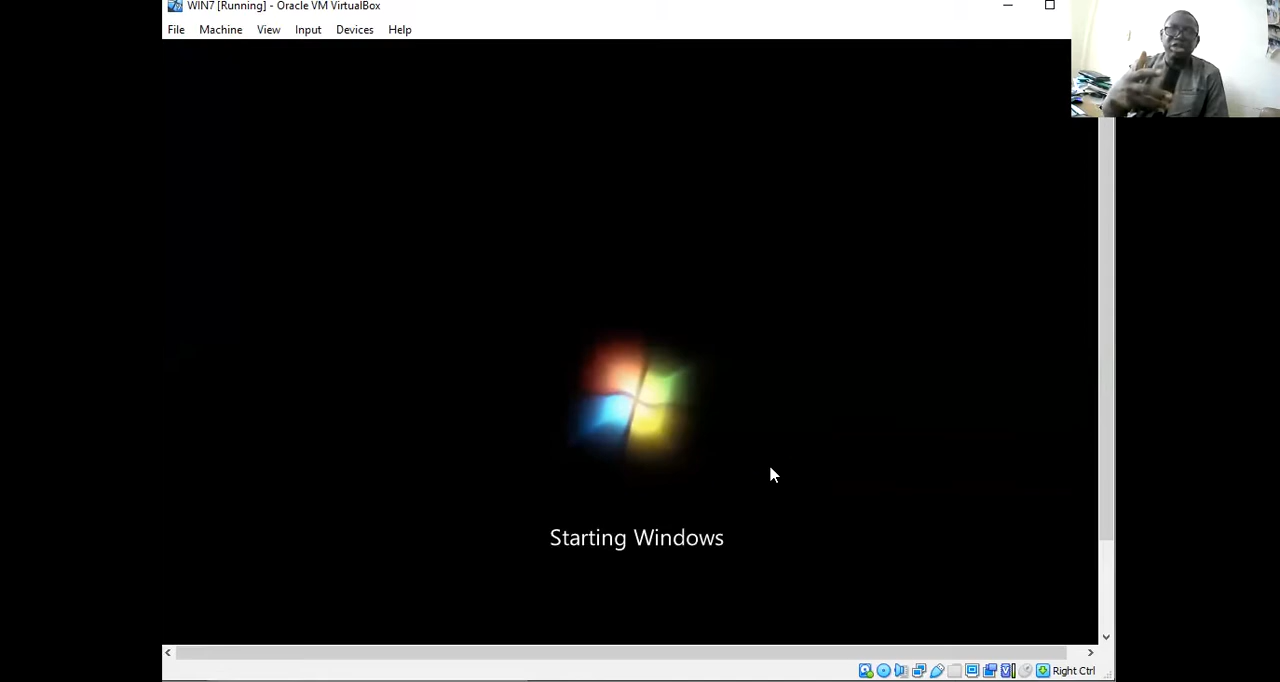 WIN7 [Running] - Oracle VM VirtualBox
File Machine View Input Devices Help
Starting Windows
Right Ctrl